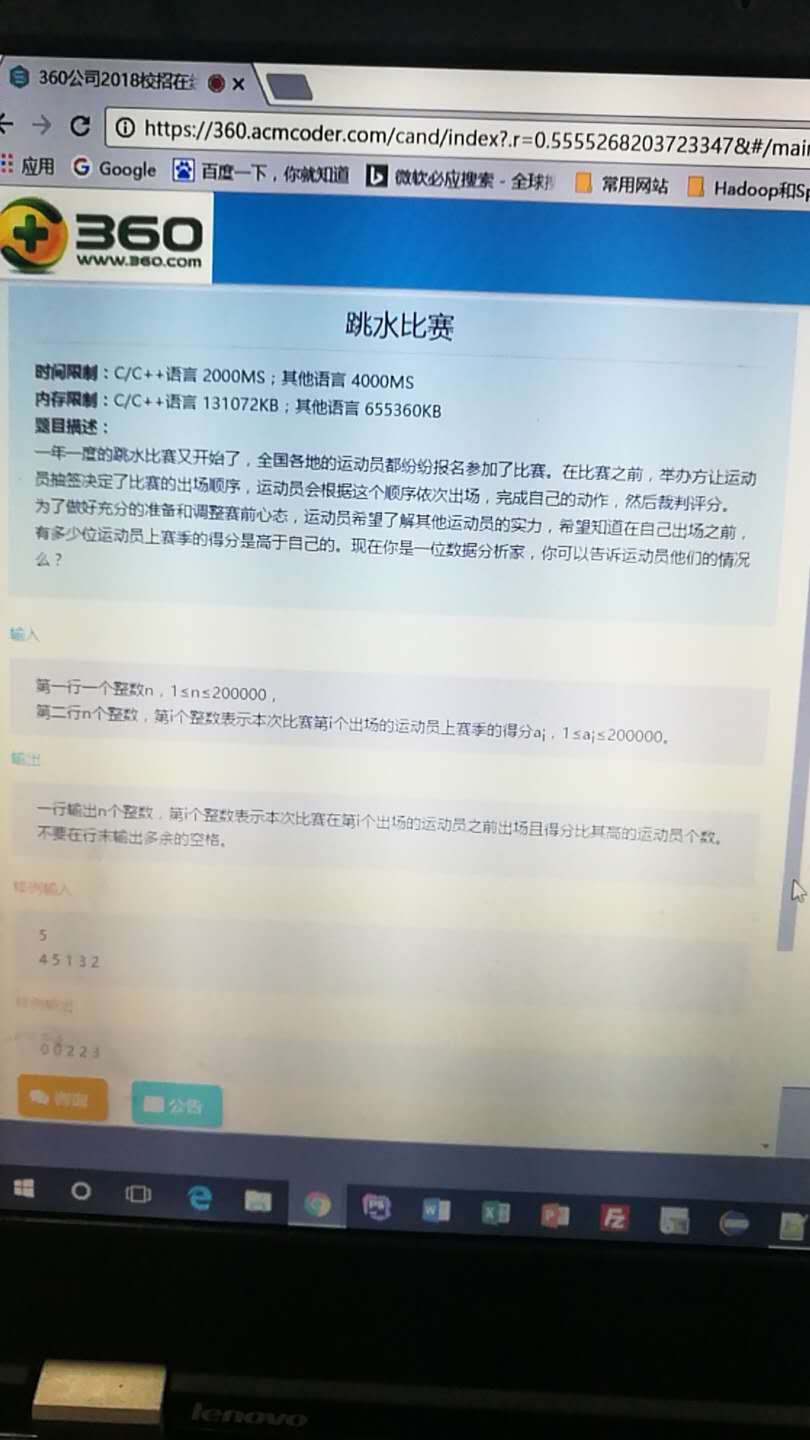 360公司2018校招在
https://360.acmcoder.com/cand/index?.r=0.5555268203723347&#/main
应用 Google 百度一下，你就知道 微软必应搜索 - 全球 常用网站 Hadoop和Sp
360
www.360.com
跳水比赛
时间限制：C/C++语言 2000MS；其他语言 4000MS
内存限制：C/C++语言 131072KB；其他语言 655360KB
题目描述：
一年一度的跳水比赛又开始了，全国各地的运动员都纷纷报名参加了比赛。在比赛之前，举办方让运动
员抽签决定了比赛的出场顺序，运动员会根据这个顺序依次出场，完成自己的动作，然后裁判评分。
为了做好充分的准备和调整赛前心态，运动员希望了解其他运动员的实力，希望知道在自己出场之前，
有多少位运动员上赛季的得分是高于自己的。现在你是一位数据分析家，你可以告诉运动员他们的情况
么？
输入
第一行一个整数n，1≤n≤200000，
第二行n个整数，第i个整数表示本次比赛第i个出场的运动员上赛季的得分ai，1≤ai≤200000。
输出
一行输出n个整数，第i个整数表示本次比赛在第i个出场的运动员之前出场且得分比其高的运动员个数。
不要在行末输出多余的空格。
样例输入
5
4 5 1 3 2
样例输出
0 0 2 2 3
咨询 公告
lenovo